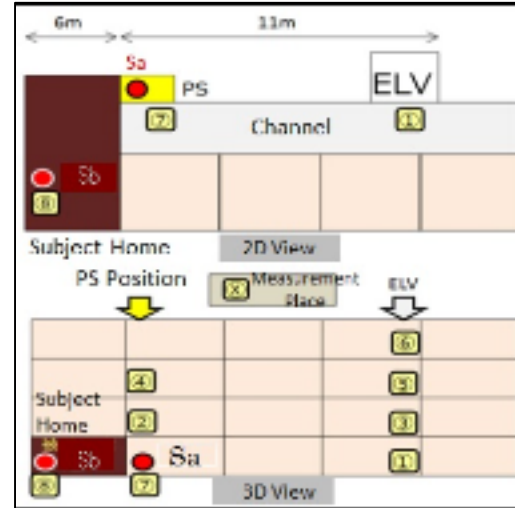 6m 11m
Sa
PS ELV
⑦ Channel ①
Sb
⑧
Subject Home 2D View
PS Position Ⓧ Measurement ELV
Place
⑥
④ ⑤
Subject
Home ② ③
Sb Sa ①
⑧ ⑦
3D View